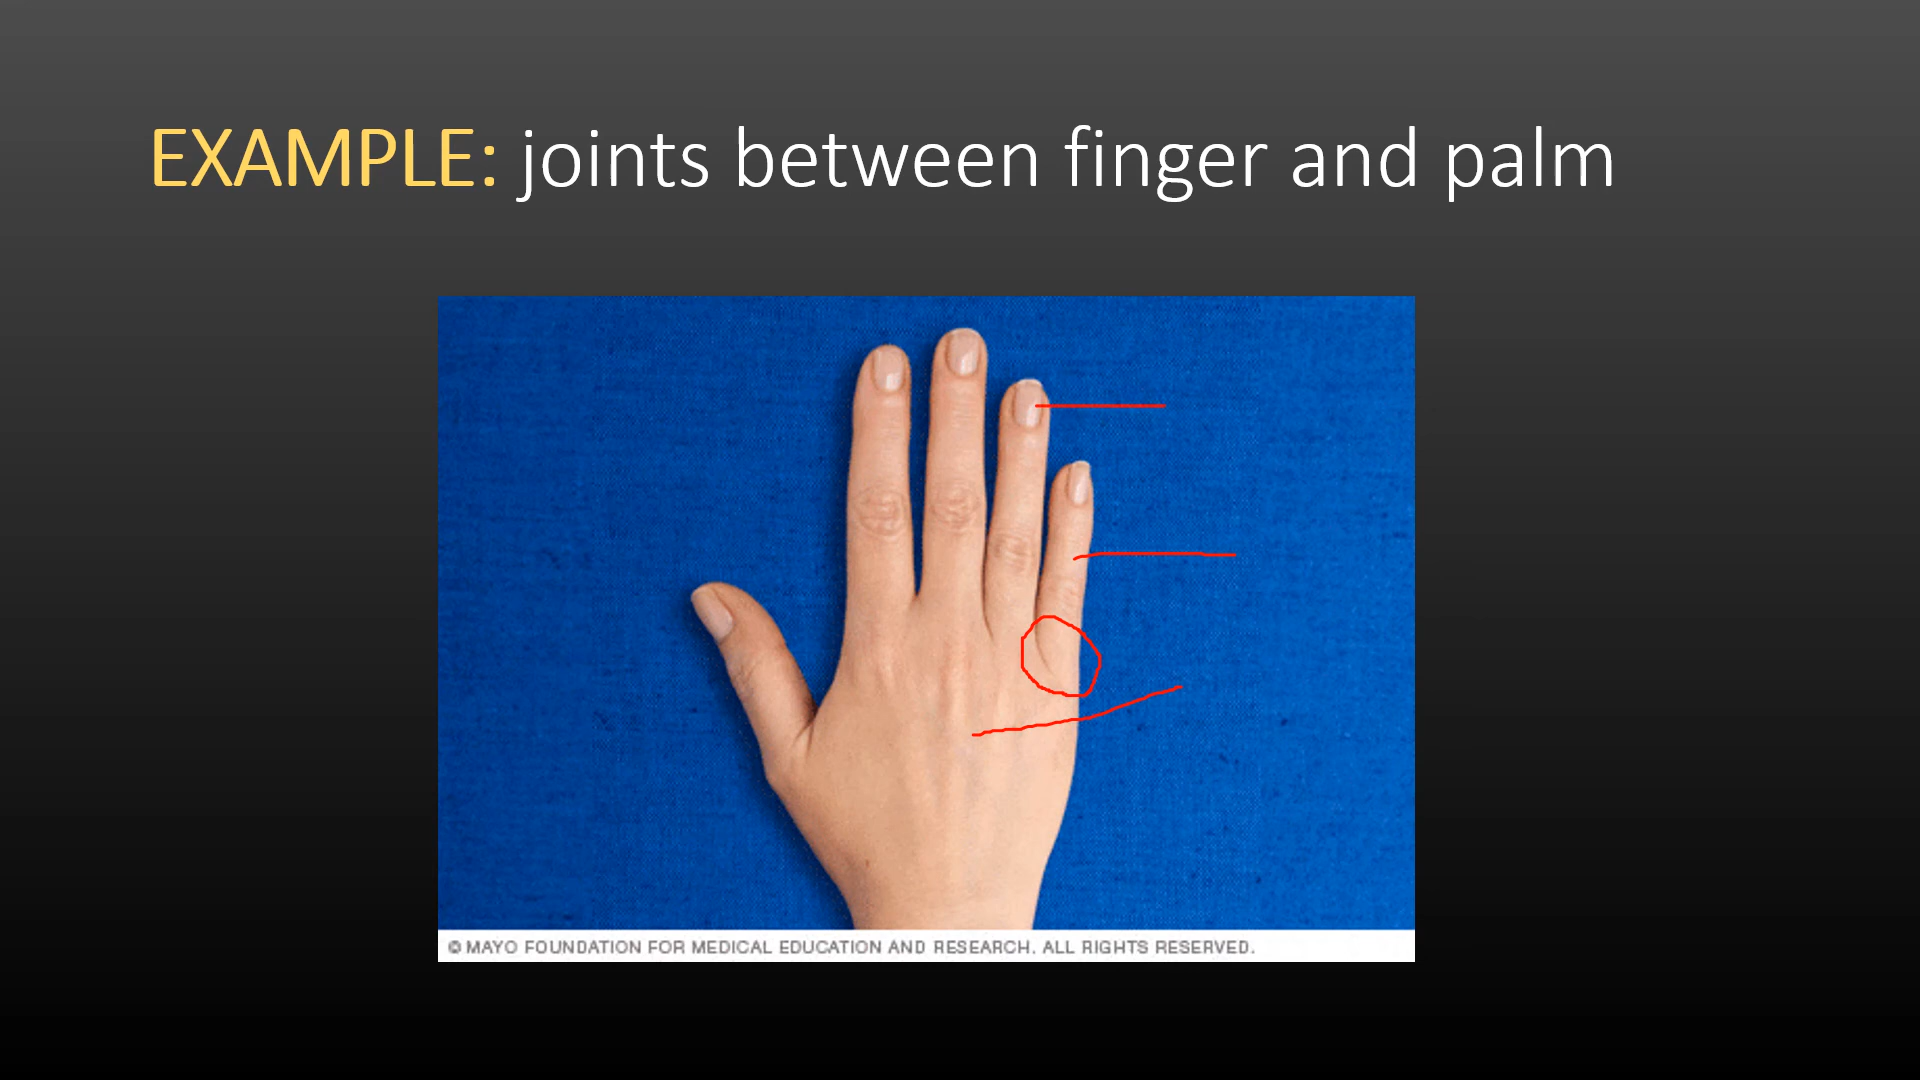 EXAMPLE: joints between finger and palm
© MAYO FOUNDATION FOR MEDICAL EDUCATION AND RESEARCH. ALL RIGHTS RESERVED.